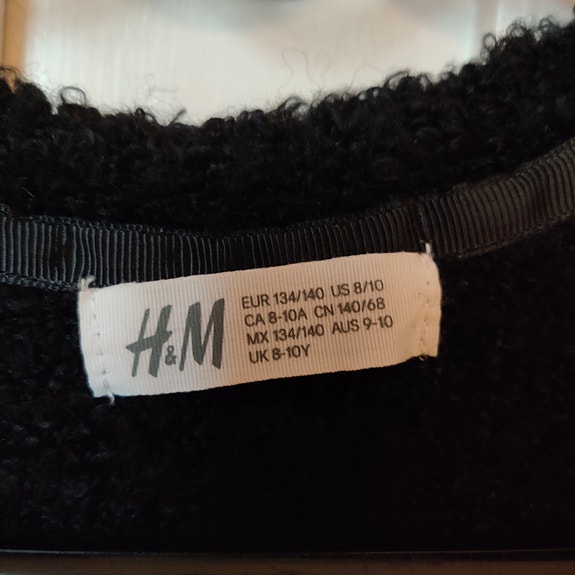 H&M
EUR 134/140 US 8/10
CA 8-10A CN 140/68
MX 134/140 AUS 9-10
UK 8-10Y